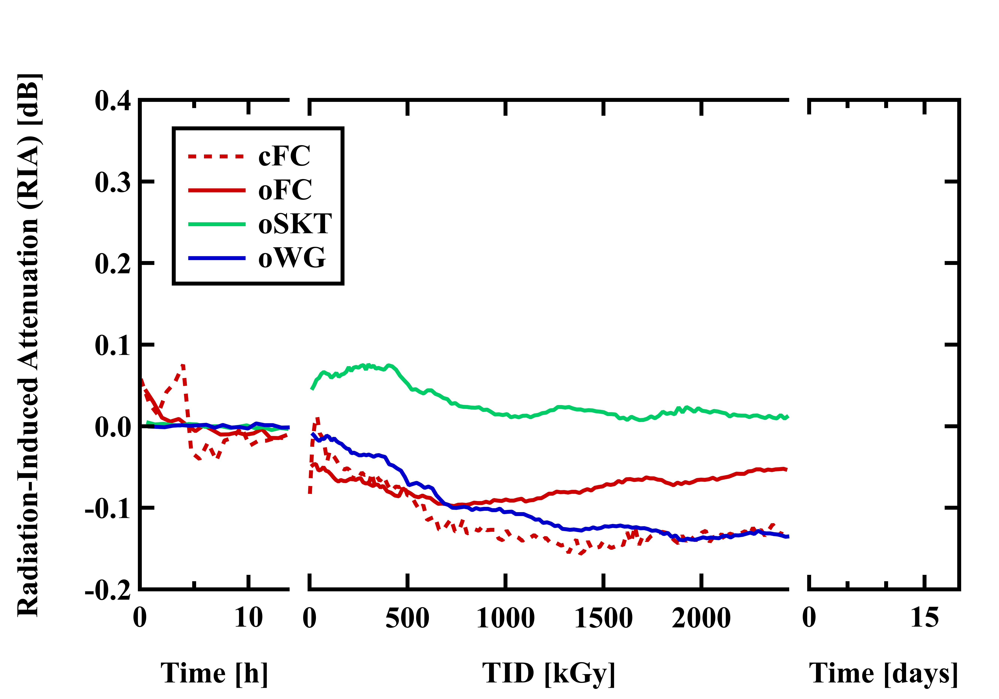 Radiation-Induced Attenuation (RIA) [dB]
0.4
0.3
0.2
0.1
0.0
-0.1
-0.2
cFC
oFC
oSKT
oWG
0 10
0 500 1000 1500 2000
0 15
Time [h]
TID [kGy]
Time [days]